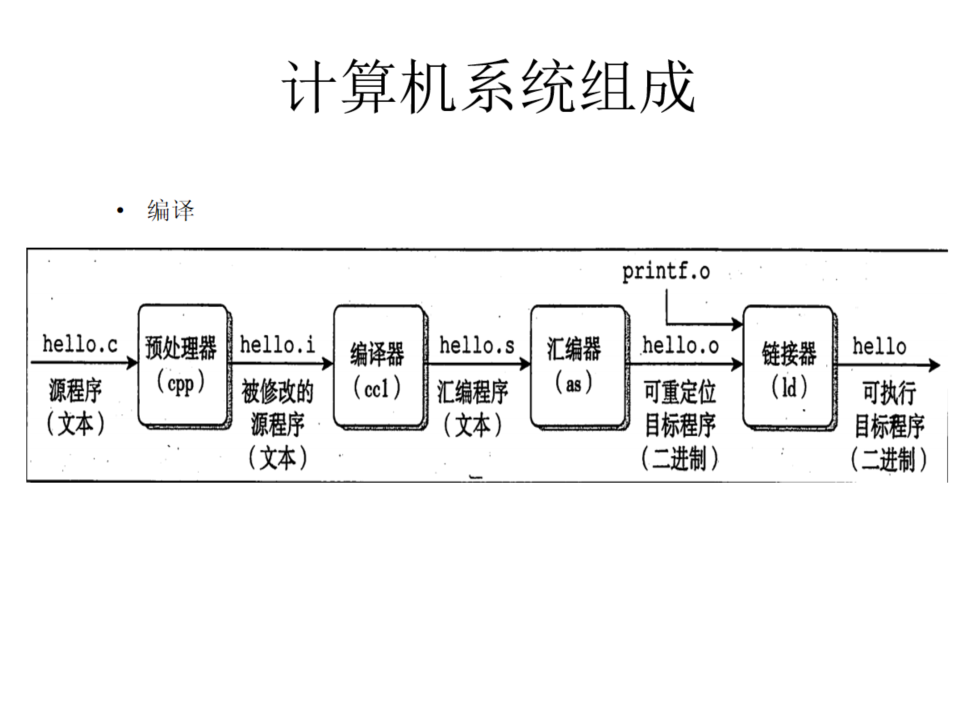 计算机系统组成
• 编译
printf.o
hello.c
预处理器
(cpp)
hello.i
编译器
(cc1)
hello.s
汇编器
(as)
hello.o
链接器
(ld)
hello
源程序
(文本)
被修改的
源程序
(文本)
汇编程序
(文本)
可重定位
目标程序
(二进制)
可执行
目标程序
(二进制)